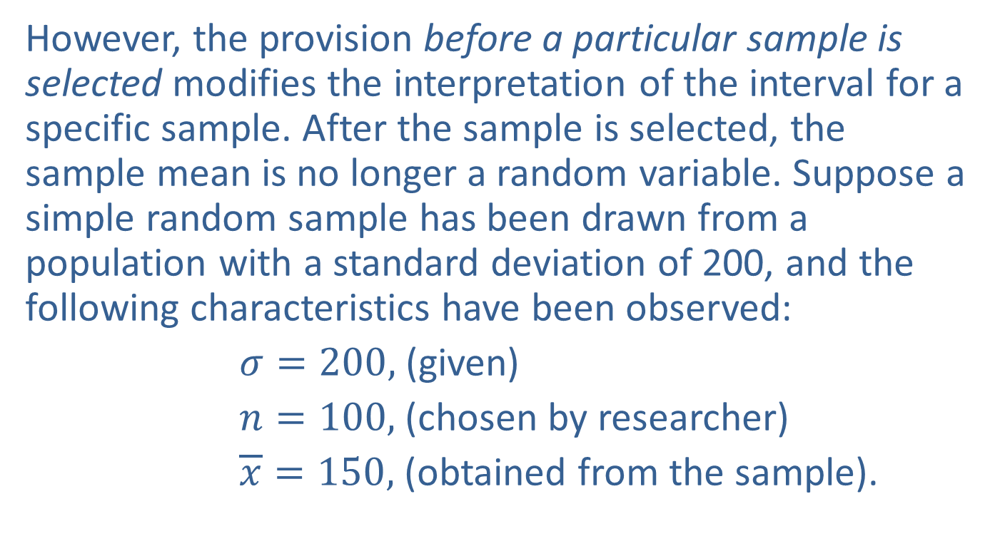 However, the provision before a particular sample is
selected modifies the interpretation of the interval for a
specific sample. After the sample is selected, the
sample mean is no longer a random variable. Suppose a
simple random sample has been drawn from a
population with a standard deviation of 200, and the
following characteristics have been observed:
σ = 200, (given)
n = 100, (chosen by researcher)
x̅ = 150, (obtained from the sample).